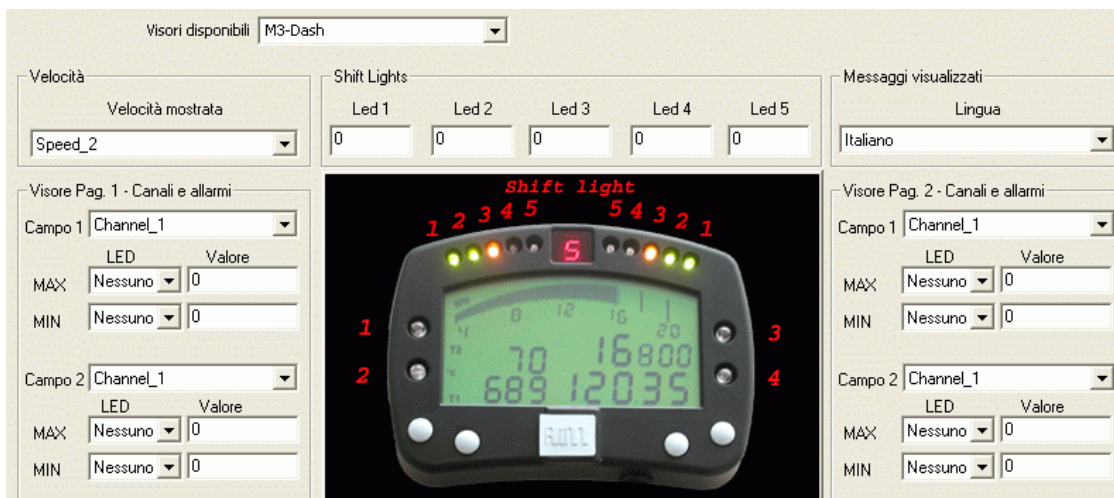 Visori disponibili M3-Dash
Velocità
Velocità mostrata
Speed_2
Shift Lights
Led 1 Led 2 Led 3 Led 4 Led 5
0 0 0 0 0
Messaggi visualizzati
Lingua
Italiano
Visore Pag. 1 - Canali e allarmi
Campo 1 Channel_1
LED Valore
MAX Nessuno 0
MIN Nessuno 0
Campo 2 Channel_1
LED Valore
MAX Nessuno 0
MIN Nessuno 0
Shift light
1 2 3 4 5 5 4 3 2 1
5
4 8 12 16 20
1 3
T2 70 16800
2 4
°C
T1 689 120.35
Visore Pag. 2 - Canali e allarmi
Campo 1 Channel_1
LED Valore
MAX Nessuno 0
MIN Nessuno 0
Campo 2 Channel_1
LED Valore
MAX Nessuno 0
MIN Nessuno 0